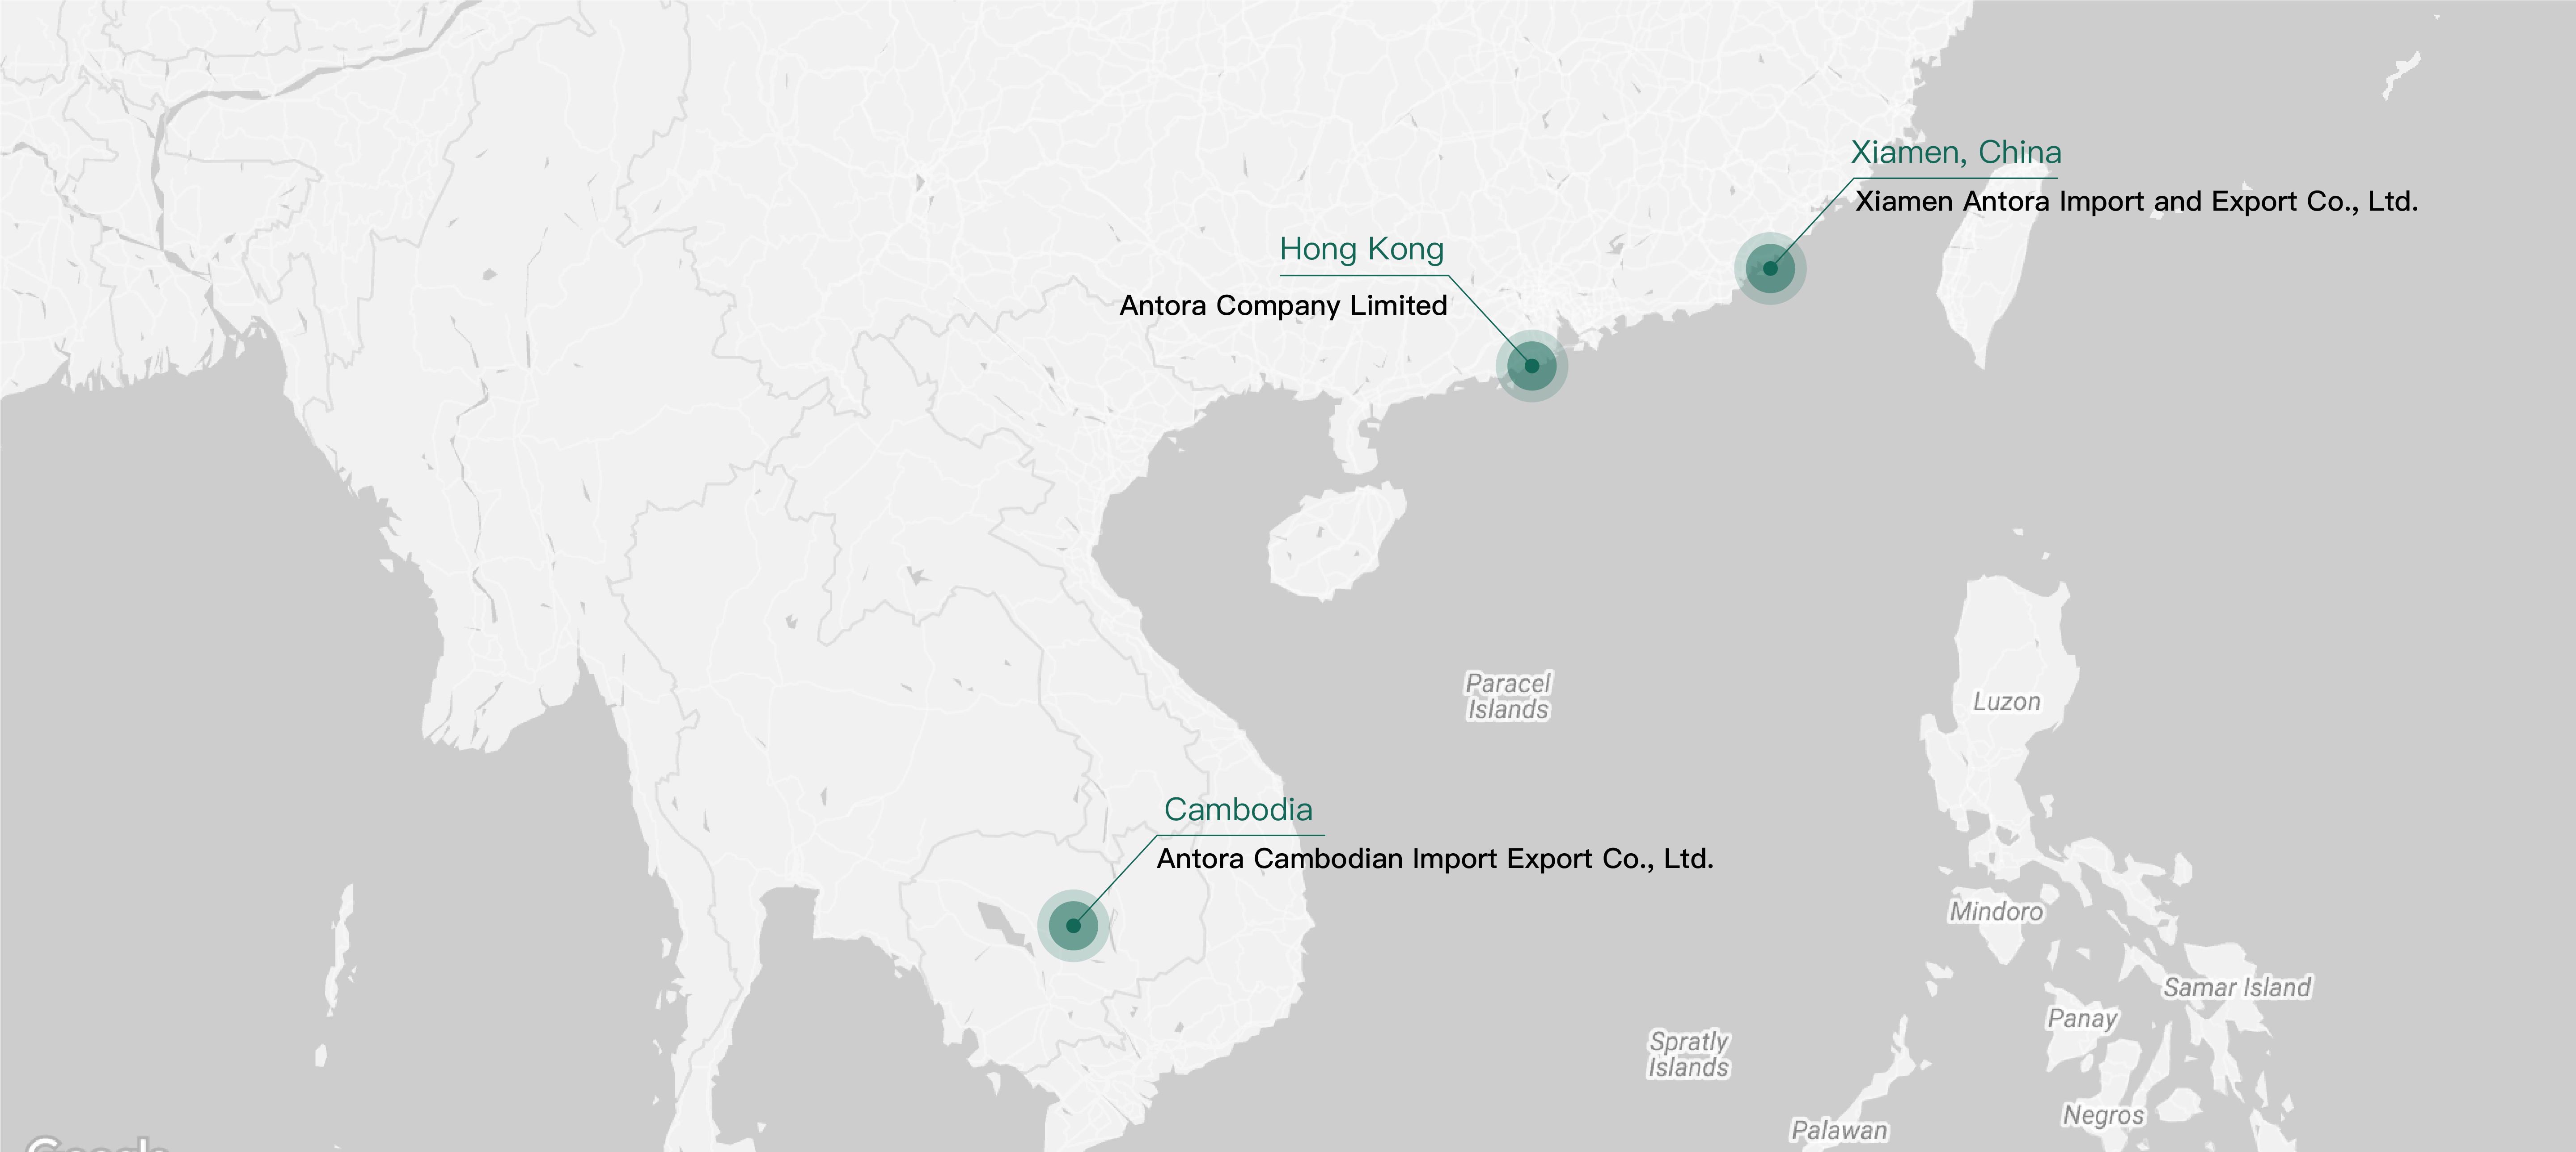 Xiamen, China
Xiamen Antora Import and Export Co., Ltd.
Hong Kong
Antora Company Limited
Paracel
Islands
Luzon
Cambodia
Antora Cambodian Import Export Co., Ltd.
Mindoro
Samar Island
Panay
Spratly
Islands
Negros
Palawan
Google